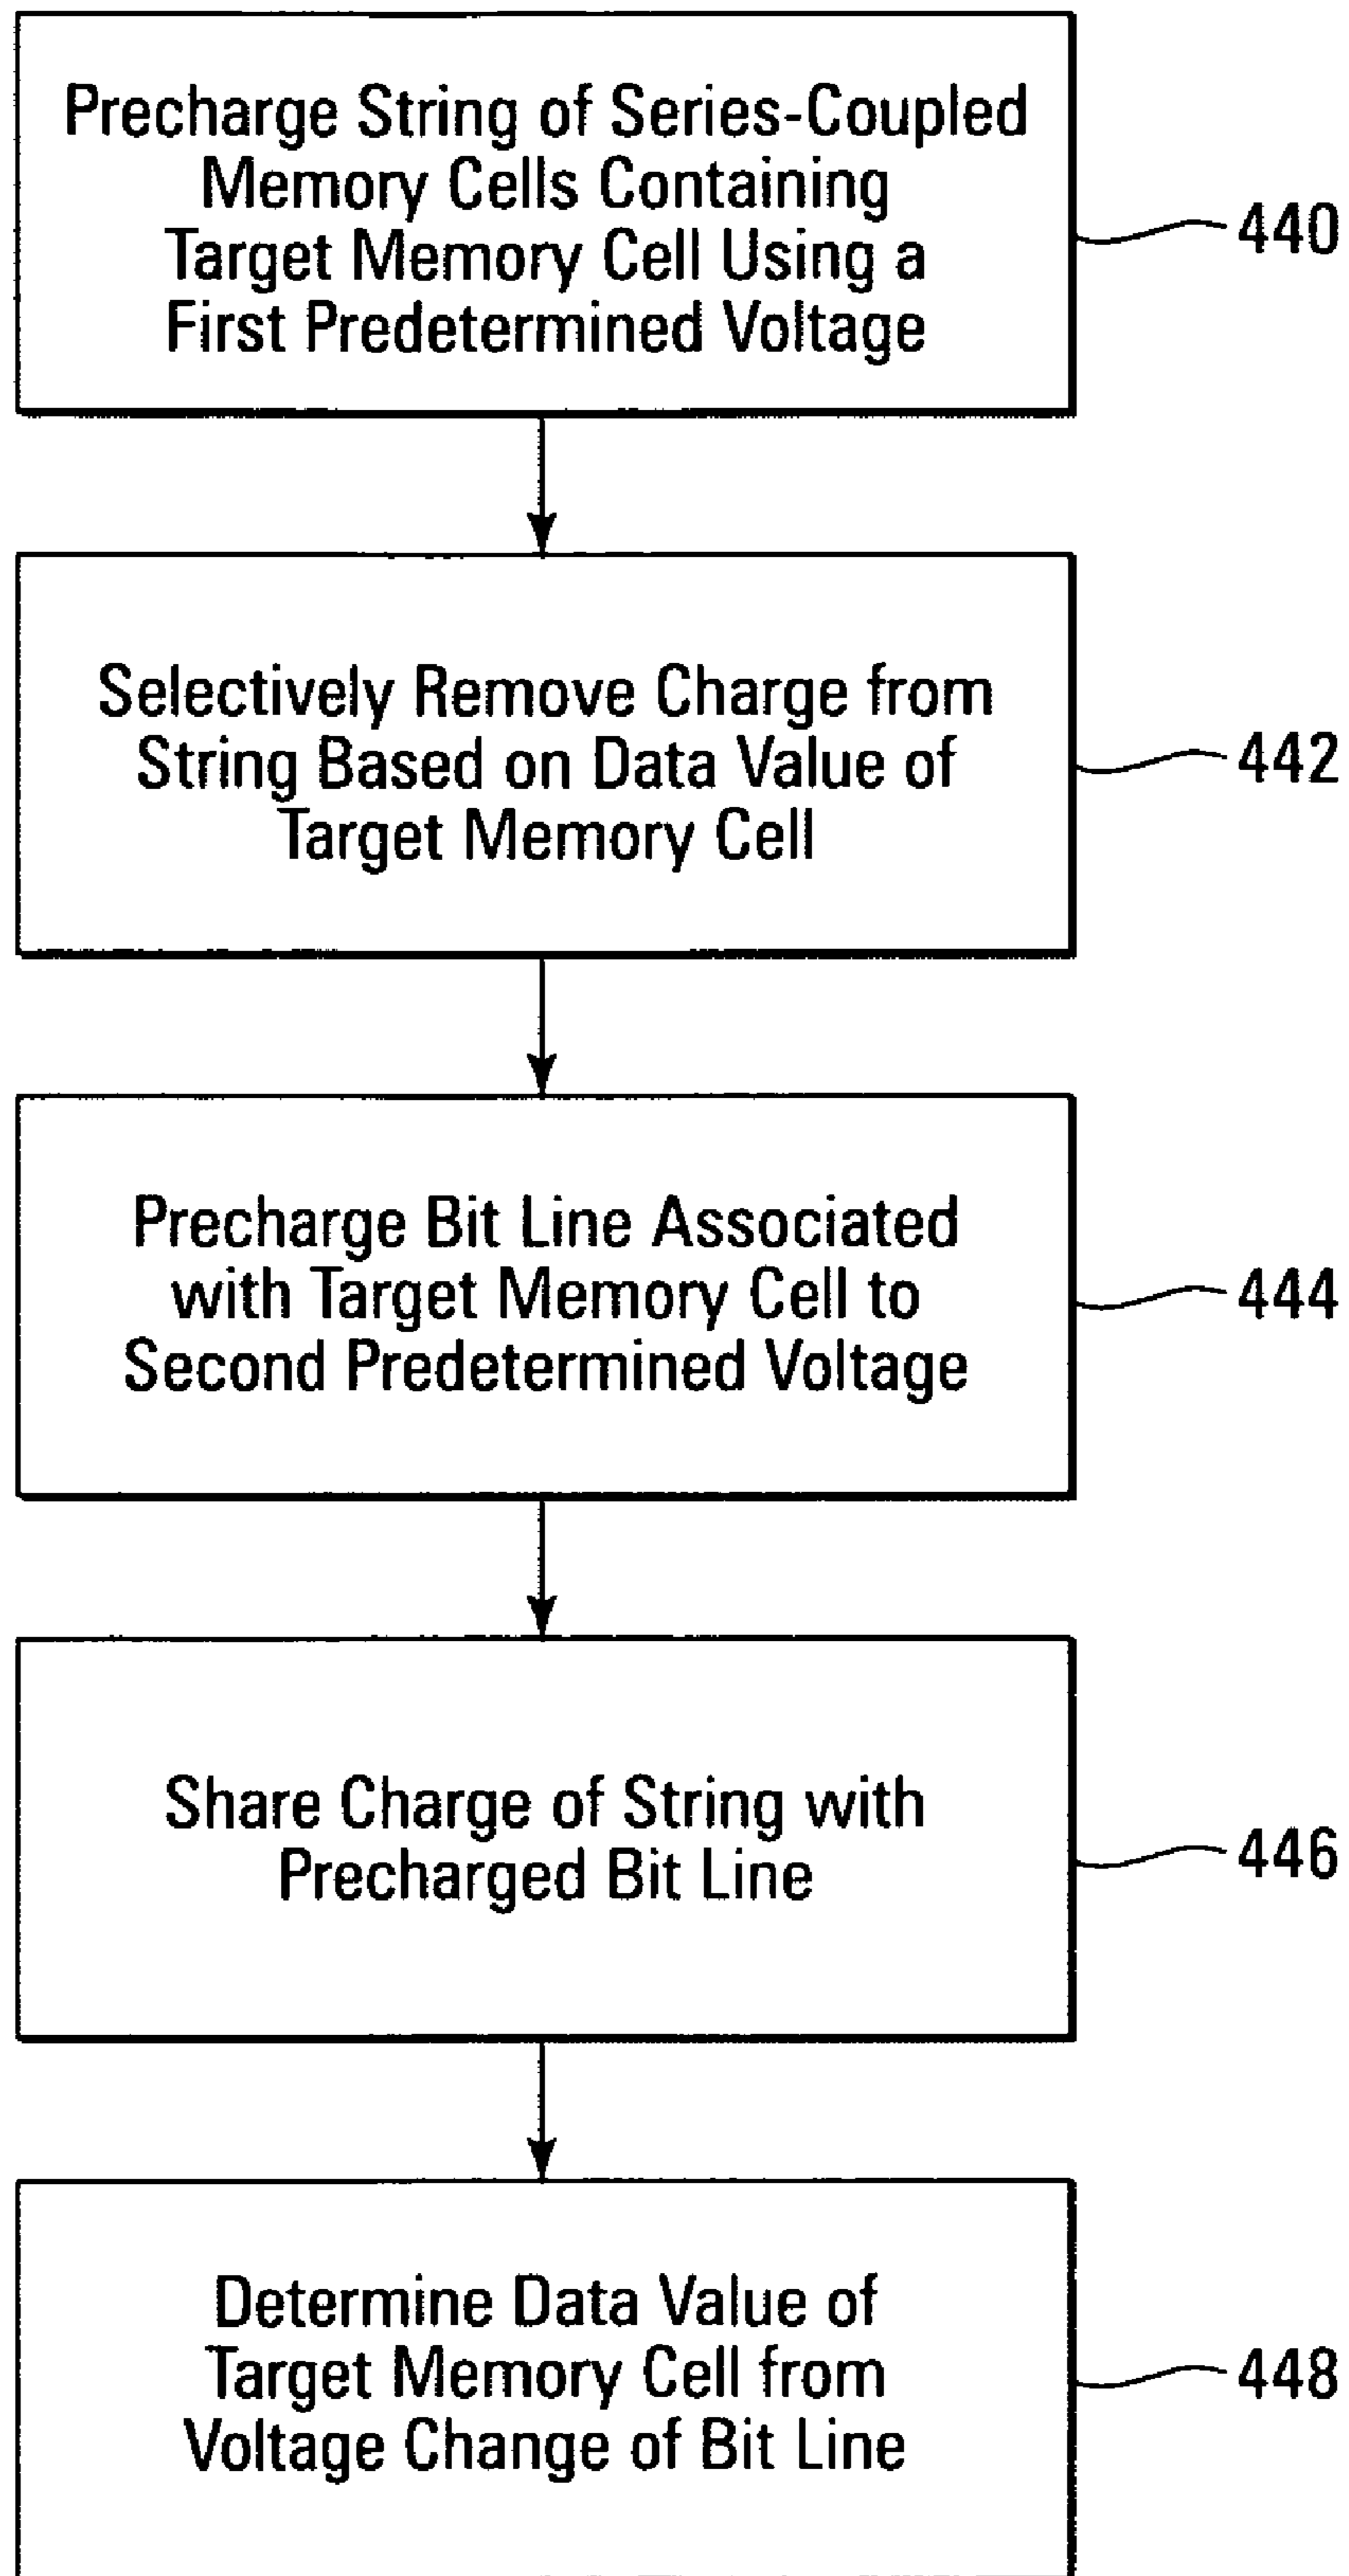 Precharge String of Series-Coupled
Memory Cells Containing
Target Memory Cell Using a
First Predetermined Voltage
440
Selectively Remove Charge from
String Based on Data Value of
Target Memory Cell
442
Precharge Bit Line Associated
with Target Memory Cell to
Second Predetermined Voltage
444
Share Charge of String with
Precharged Bit Line
446
Determine Data Value of
Target Memory Cell from
Voltage Change of Bit Line
448